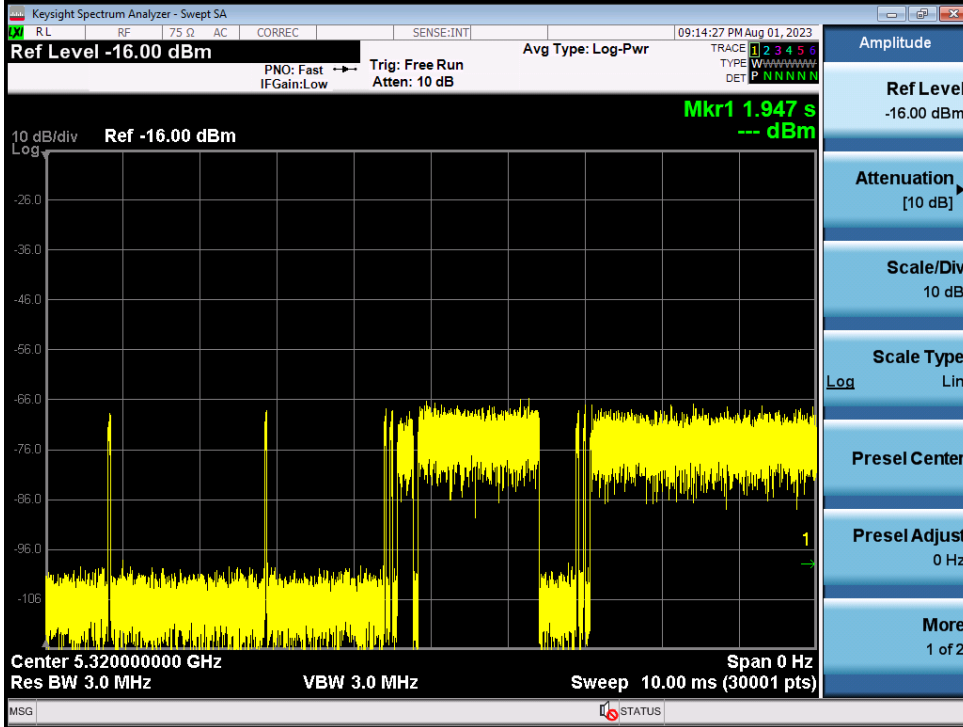 Keysight Spectrum Analyzer - Swept SA
LXI RL RF 75 Ω AC CORREC SENSE:INT 09:14:27 PM Aug 01, 2023
Ref Level -16.00 dBm
PNO: Fast
IFGain:Low
Trig: Free Run
Atten: 10 dB
Avg Type: Log-Pwr
TRACE 1 2 3 4 5 6
TYPE WWWWWW
DET P N N N N N
Mkr1 1.947 s
--- dBm
10 dB/div Ref -16.00 dBm
Log
-26.0
-36.0
-46.0
-56.0
-66.0
-76.0
-86.0
-96.0
1
-106
Center 5.320000000 GHz Span 0 Hz
Res BW 3.0 MHz VBW 3.0 MHz Sweep 10.00 ms (30001 pts)
MSG STATUS
Amplitude
Ref Level
-16.00 dBm
Attenuation
[10 dB]
Scale/Div
10 dB
Scale Type
Log Lin
Presel Center
Presel Adjust
0 Hz
More
1 of 2